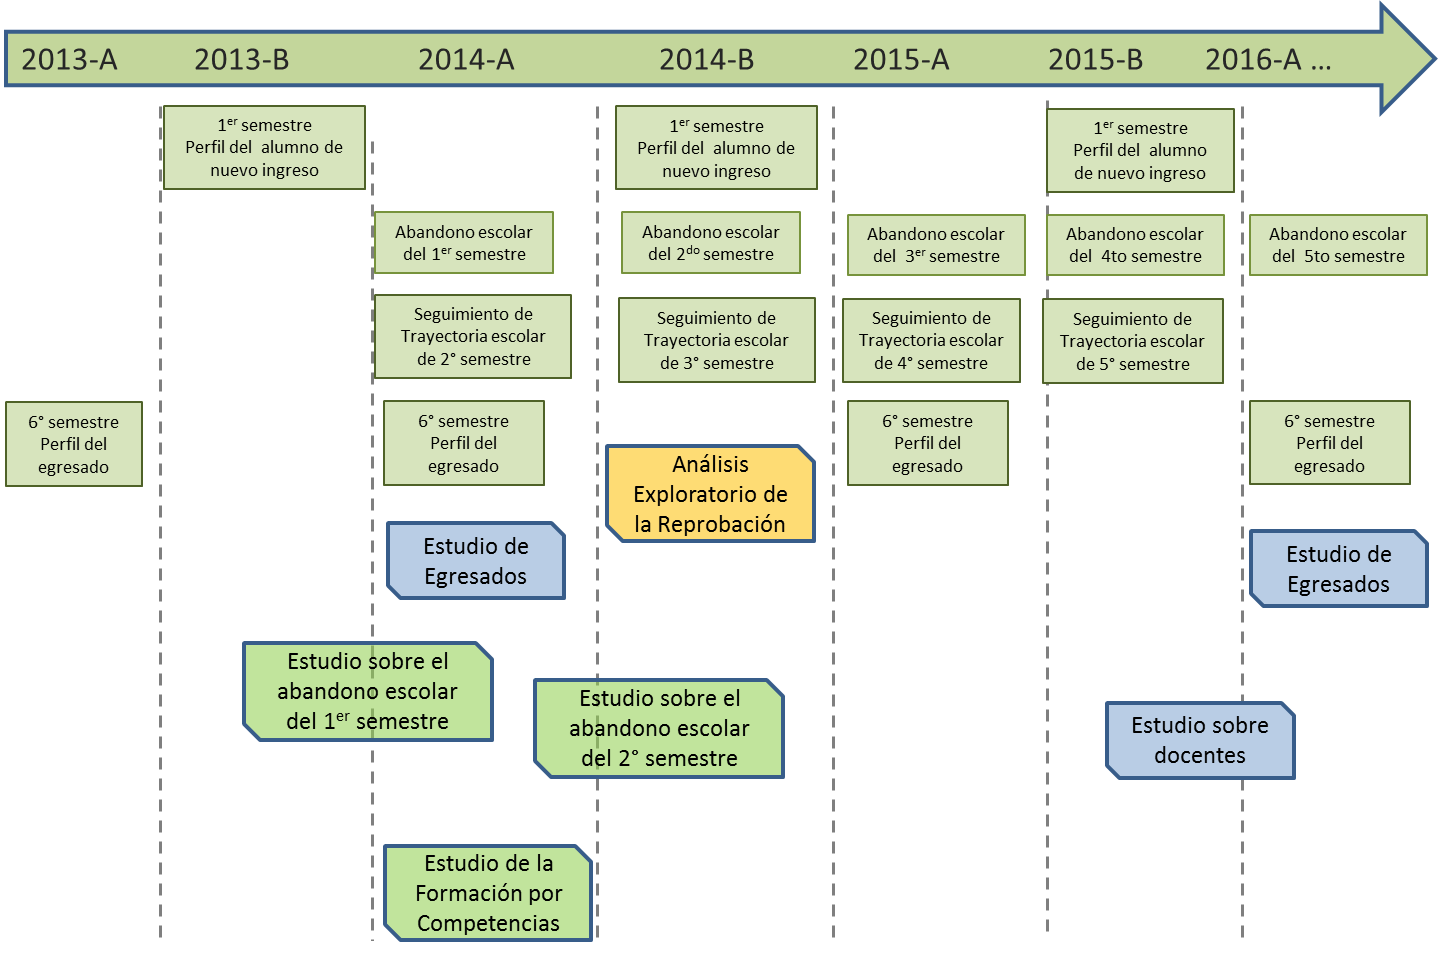 2013-A 2013-B 2014-A 2014-B 2015-A 2015-B 2016-A ...
1er semestre
Perfil del alumno de
nuevo ingreso
1er semestre
Perfil del alumno de
nuevo ingreso
1er semestre
Perfil del alumno
de nuevo ingreso
Abandono escolar
del 1er semestre
Abandono escolar
del 2do semestre
Abandono escolar
del 3er semestre
Abandono escolar
del 4to semestre
Abandono escolar
del 5to semestre
Seguimiento de
Trayectoria escolar
de 2° semestre
Seguimiento de
Trayectoria escolar
de 3° semestre
Seguimiento de
Trayectoria escolar
de 4° semestre
Seguimiento de
Trayectoria escolar
de 5° semestre
6° semestre
Perfil del
egresado
6° semestre
Perfil del
egresado
6° semestre
Perfil del
egresado
6° semestre
Perfil del
egresado
Análisis
Exploratorio de
la Reprobación
Estudio de
Egresados
Estudio de
Egresados
Estudio sobre el
abandono escolar
del 1er semestre
Estudio sobre el
abandono escolar
del 2° semestre
Estudio sobre
docentes
Estudio de la
Formación por
Competencias